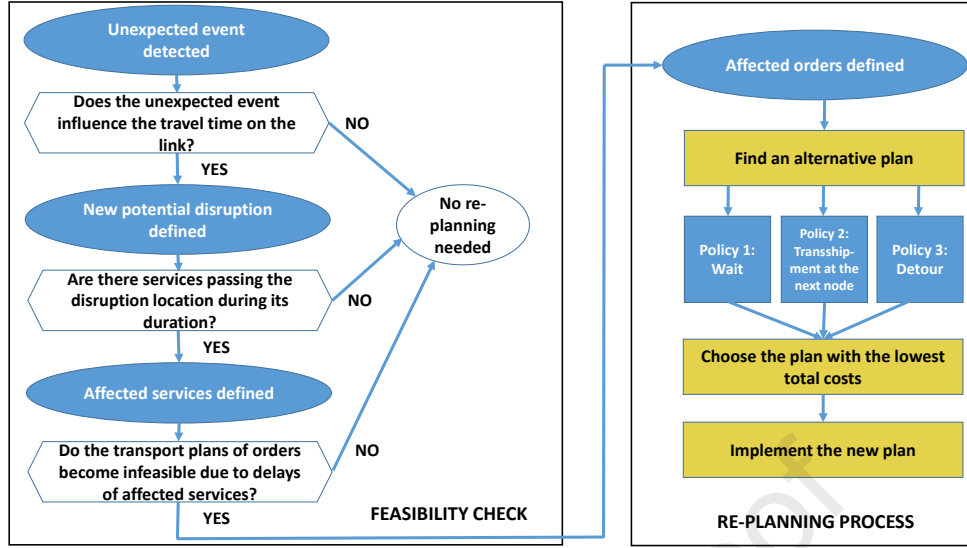 Unexpected event
detected
Does the unexpected event
influence the travel time on the
link?
NO
YES
New potential disruption
defined
No re-
planning
needed
Are there services passing the
disruption location during its
duration?
NO
YES
Affected services defined
Do the transport plans of orders
become infeasible due to delays
of affected services?
NO
YES
FEASIBILITY CHECK
Affected orders defined
Find an alternative plan
Policy 1:
Wait
Policy 2:
Transship-
ment at the
next node
Policy 3:
Detour
Choose the plan with the lowest
total costs
Implement the new plan
RE-PLANNING PROCESS